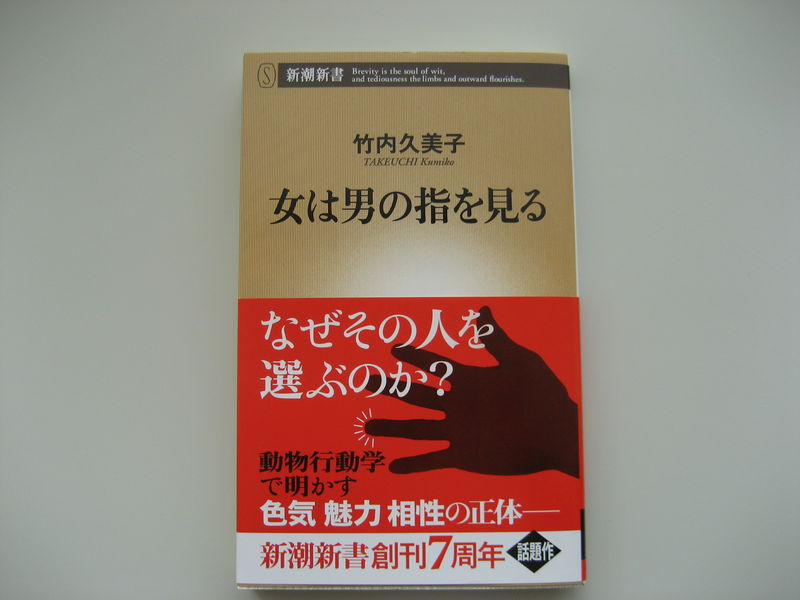 S
新潮新書
Brevity is the soul of wit,
and tediousness the limbs and outward flourishes.
竹内久美子
TAKEUCHI Kumiko
女は男の指を見る
なぜその人を
選ぶのか?
動物行動学
で明かす
色気 魅力 相性の正体――
新潮新書創刊7周年
話題作